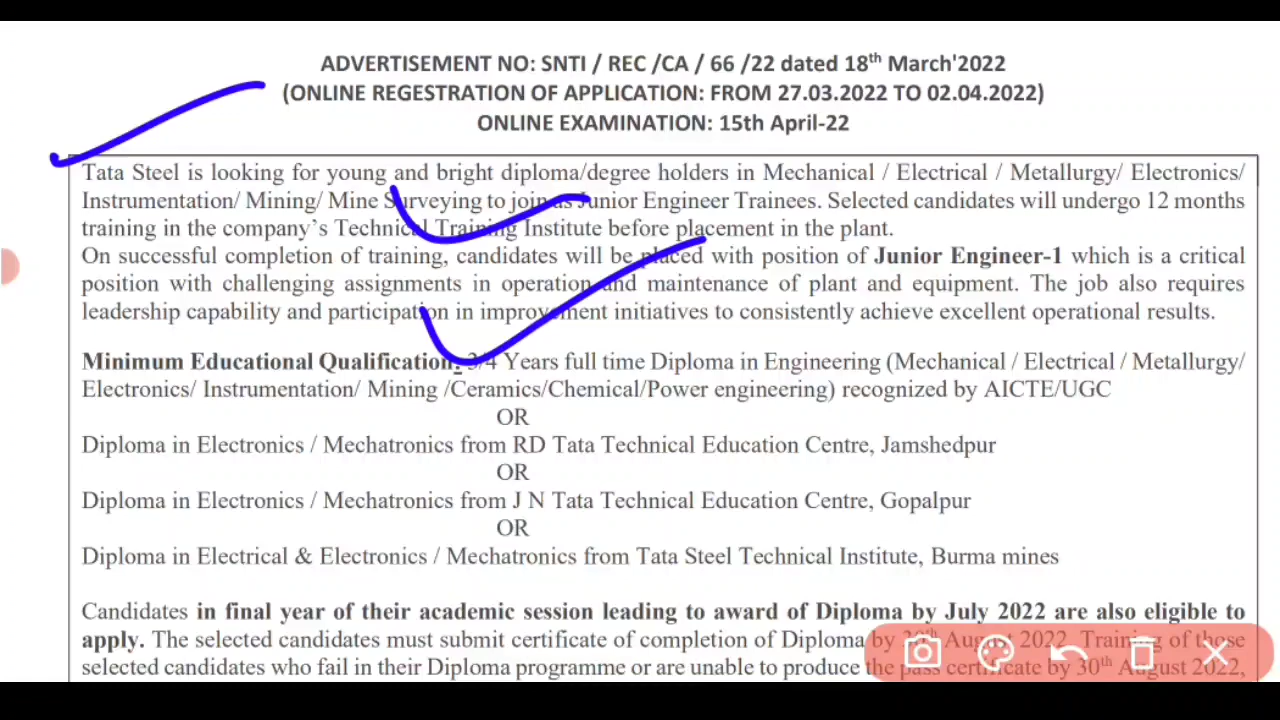 ADVERTISEMENT NO: SNTI / REC /CA / 66 /22 dated 18th March'2022
(ONLINE REGESTRATION OF APPLICATION: FROM 27.03.2022 TO 02.04.2022)
ONLINE EXAMINATION: 15th April-22
Tata Steel is looking for young and bright diploma/degree holders in Mechanical / Electrical / Metallurgy/ Electronics/
Instrumentation/ Mining/ Mine Surveying to join as Junior Engineer Trainees. Selected candidates will undergo 12 months
training in the company's Technical Training Institute before placement in the plant.
On successful completion of training, candidates will be placed with position of Junior Engineer-1 which is a critical
position with challenging assignments in operation and maintenance of plant and equipment. The job also requires
leadership capability and participation in improvement initiatives to consistently achieve excellent operational results.
Minimum Educational Qualification: 3/4 Years full time Diploma in Engineering (Mechanical / Electrical / Metallurgy/
Electronics/ Instrumentation/ Mining /Ceramics/Chemical/Power engineering) recognized by AICTE/UGC
OR
Diploma in Electronics / Mechatronics from RD Tata Technical Education Centre, Jamshedpur
OR
Diploma in Electronics / Mechatronics from J N Tata Technical Education Centre, Gopalpur
OR
Diploma in Electrical & Electronics / Mechatronics from Tata Steel Technical Institute, Burma mines
Candidates in final year of their academic session leading to award of Diploma by July 2022 are also eligible to
apply. The selected candidates must submit certificate of completion of Diploma by 30th August 2022. Training of those
selected candidates who fail in their Diploma programme or are unable to produce the pass certificate by 30th August 2022,